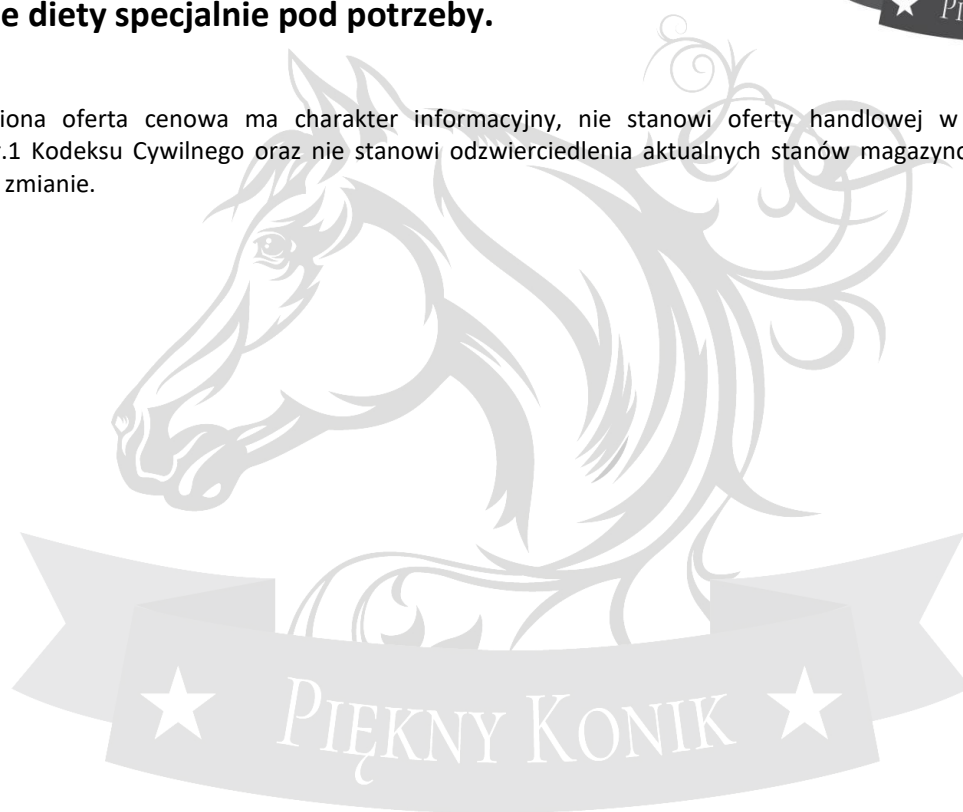 e diety specjalnie pod potrzeby.
iona oferta cenowa ma charakter informacyjny, nie stanowi oferty handlowej w
.1 Kodeksu Cywilnego oraz nie stanowi odzwierciedlenia aktualnych stanów magazyno
zmianie.
PIĘKNY KONIK